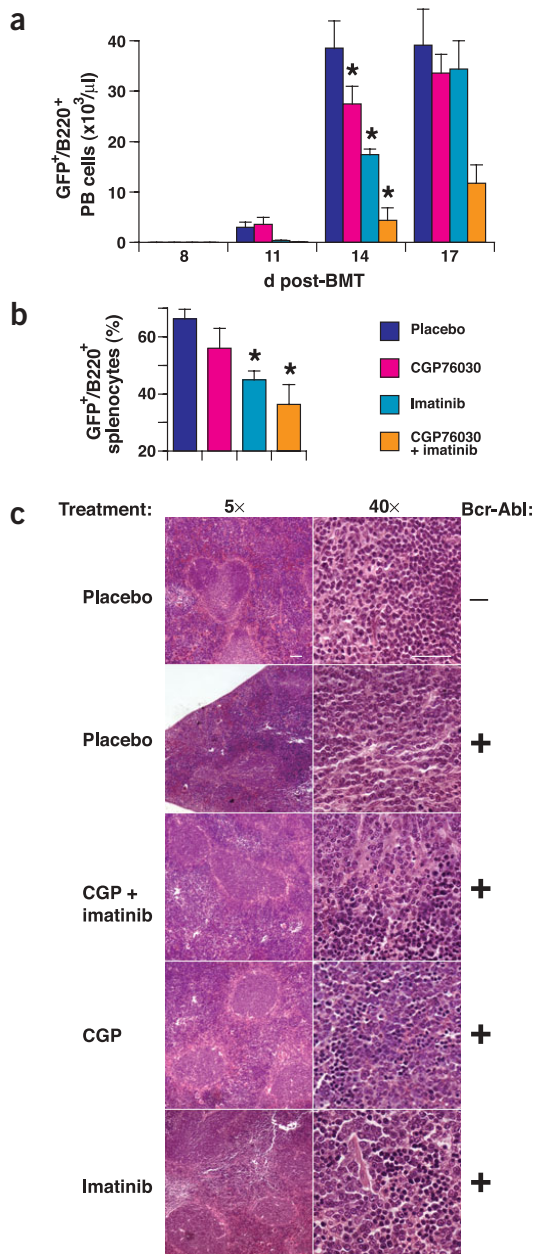 a
GFP+/B220+
PB cells (x10³/µl)
40
30
20
10
0
*
*
*
8
11
14
17
d post-BMT
b
GFP+/B220+
splenocytes (%)
60
40
20
*
*
Placebo
CGP76030
Imatinib
CGP76030
+ imatinib
c
Treatment:
5×
40×
Bcr-Abl:
Placebo
–
Placebo
+
CGP +
imatinib
+
CGP
+
Imatinib
+